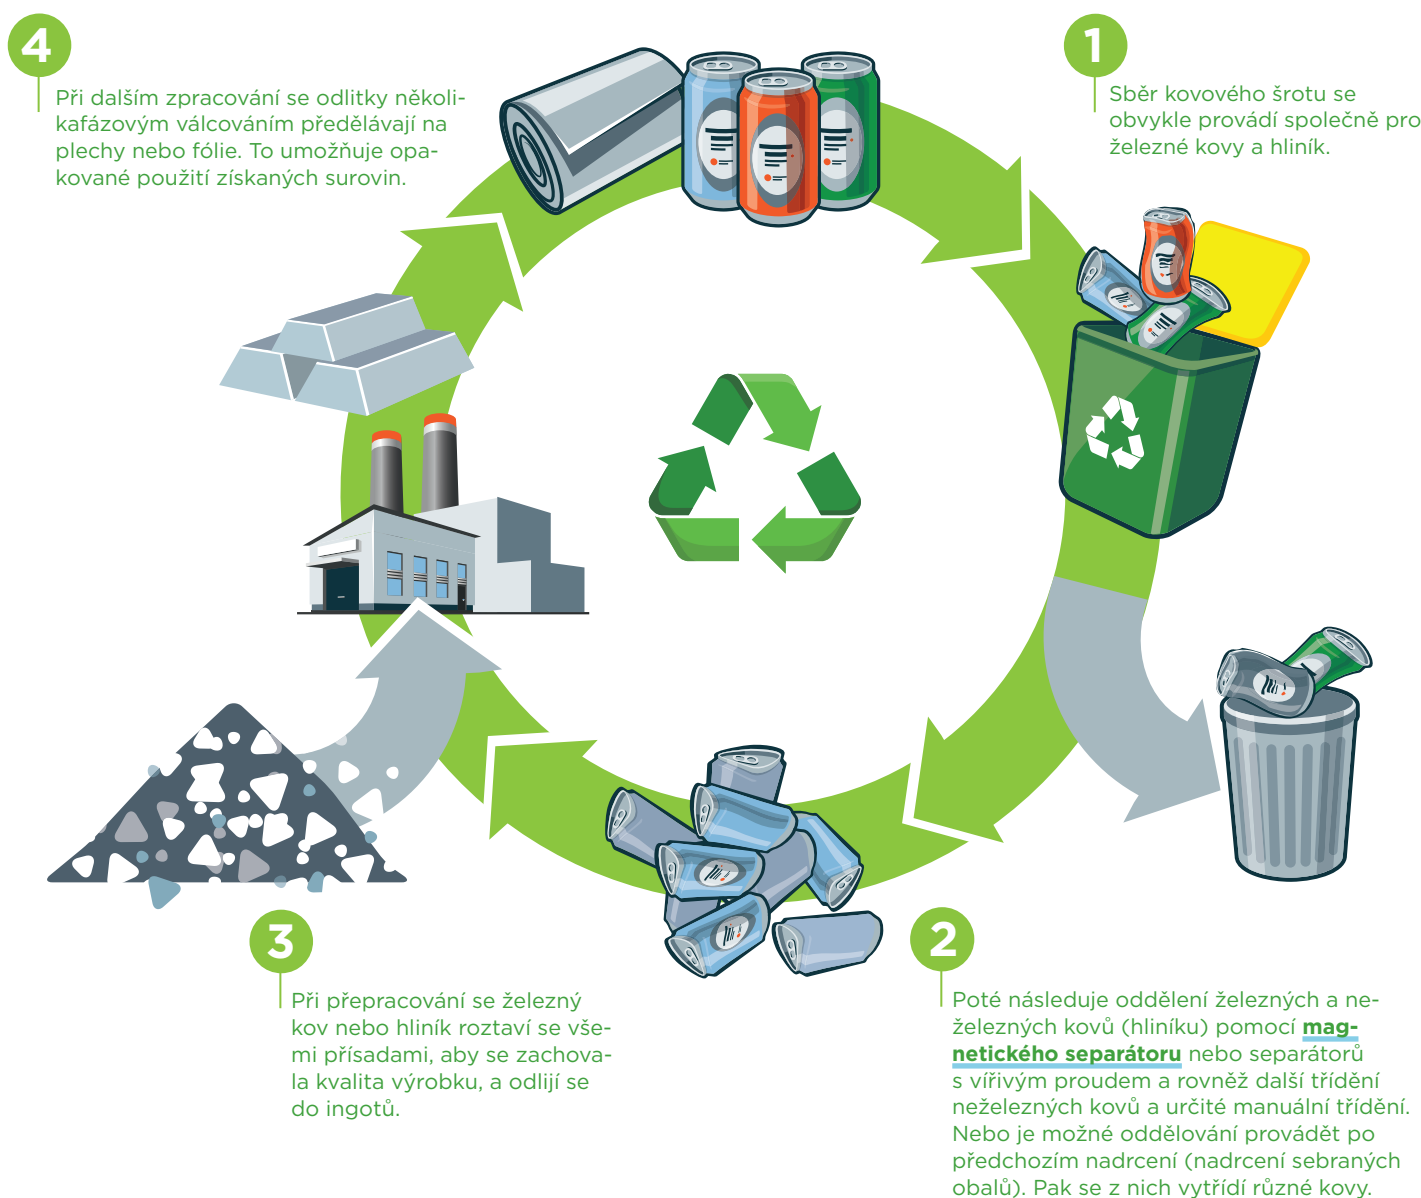 1
Sběr kovového šrotu se
obvykle provádí společně pro
železné kovy a hliník.
2
Poté následuje oddělení železných a ne-
železných kovů (hliníku) pomocí mag-
netického separátoru nebo separátorů
s vířivým proudem a rovněž další třídění
neželezných kovů a určité manuální třídění.
Nebo je možné oddělování provádět po
předchozím nadrcení (nadrcení sebraných
obalů). Pak se z nich vytřídí různé kovy.
3
Při přepracování se železný
kov nebo hliník roztaví se vše-
mi přísadami, aby se zachova-
la kvalita výrobku, a odlijí se
do ingotů.
4
Při dalším zpracování se odlitky několi-
kafázovým válcováním předělávají na
plechy nebo fólie. To umožňuje opa-
kované použití získaných surovin.